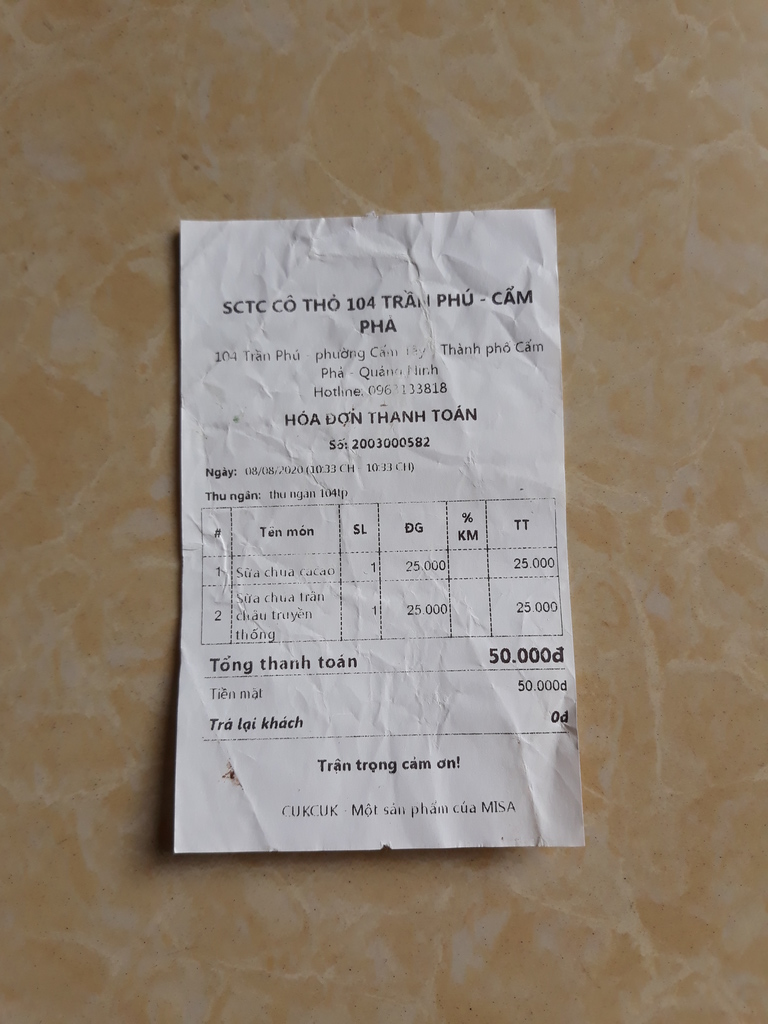 SCTC CÔ THỎ 104 TRẦN PHÚ - CẨM
PHẢ
104 Trần Phú - phường Cẩm Tây - Thành phố Cẩm
Phả - Quảng Ninh
Hotline:
HÓA ĐƠN THANH TOÁN
Số: 2003000582
Ngày: 08/08/2020 (10:33 CH - 10:33 CH)
Thu ngân: thu ngan 104tp
# Tên món SL ĐG % KM TT
1 Sữa chua cacao 1 25.000 25.000
2 Sữa chua trân châu truyền thống 1 25.000 25.000
Tổng thanh toán 50.000đ
Tiền mặt 50.000đ
Trả lại khách 0đ
Trân trọng cảm ơn!
CUKCUK - Một sản phẩm của MISA